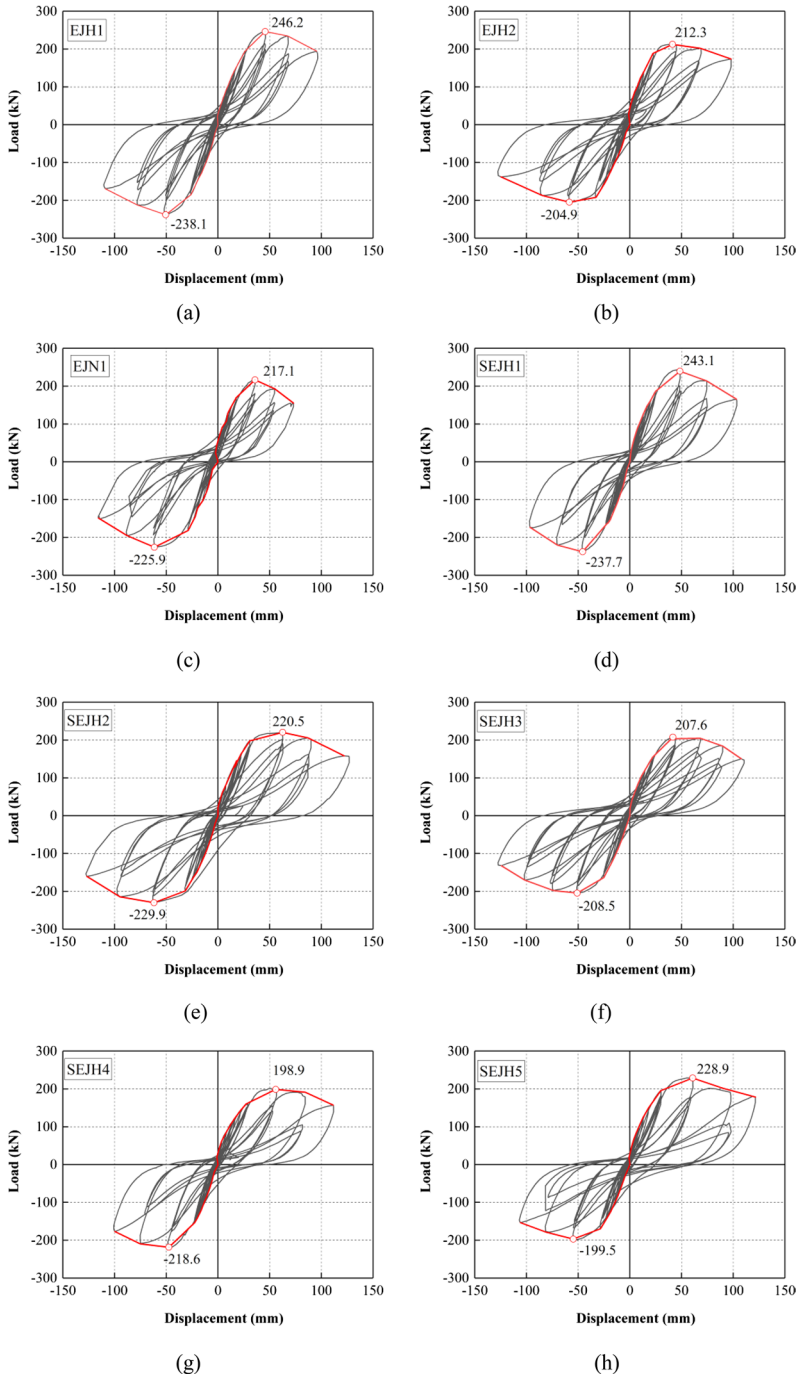 EJH1
246.2
-238.1
300
200
100
0
-100
-200
-300
Load (kN)
-150 -100 -50 0 50 100 150
Displacement (mm)
(a)
EJH2
212.3
-204.9
300
200
100
0
-100
-200
-300
Load (kN)
-150 -100 -50 0 50 100 150
Displacement (mm)
(b)
EJN1
217.1
-225.9
300
200
100
0
-100
-200
-300
Load (kN)
-150 -100 -50 0 50 100 150
Displacement (mm)
(c)
SEJH1
243.1
-237.7
300
200
100
0
-100
-200
-300
Load (kN)
-150 -100 -50 0 50 100 150
Displacement (mm)
(d)
SEJH2
220.5
-229.9
300
200
100
0
-100
-200
-300
Load (kN)
-150 -100 -50 0 50 100 150
Displacement (mm)
(e)
SEJH3
207.6
-208.5
300
200
100
0
-100
-200
-300
Load (kN)
-150 -100 -50 0 50 100 150
Displacement (mm)
(f)
SEJH4
198.9
-218.6
300
200
100
0
-100
-200
-300
Load (kN)
-150 -100 -50 0 50 100 150
Displacement (mm)
(g)
SEJH5
228.9
-199.5
300
200
100
0
-100
-200
-300
Load (kN)
-150 -100 -50 0 50 100 150
Displacement (mm)
(h)